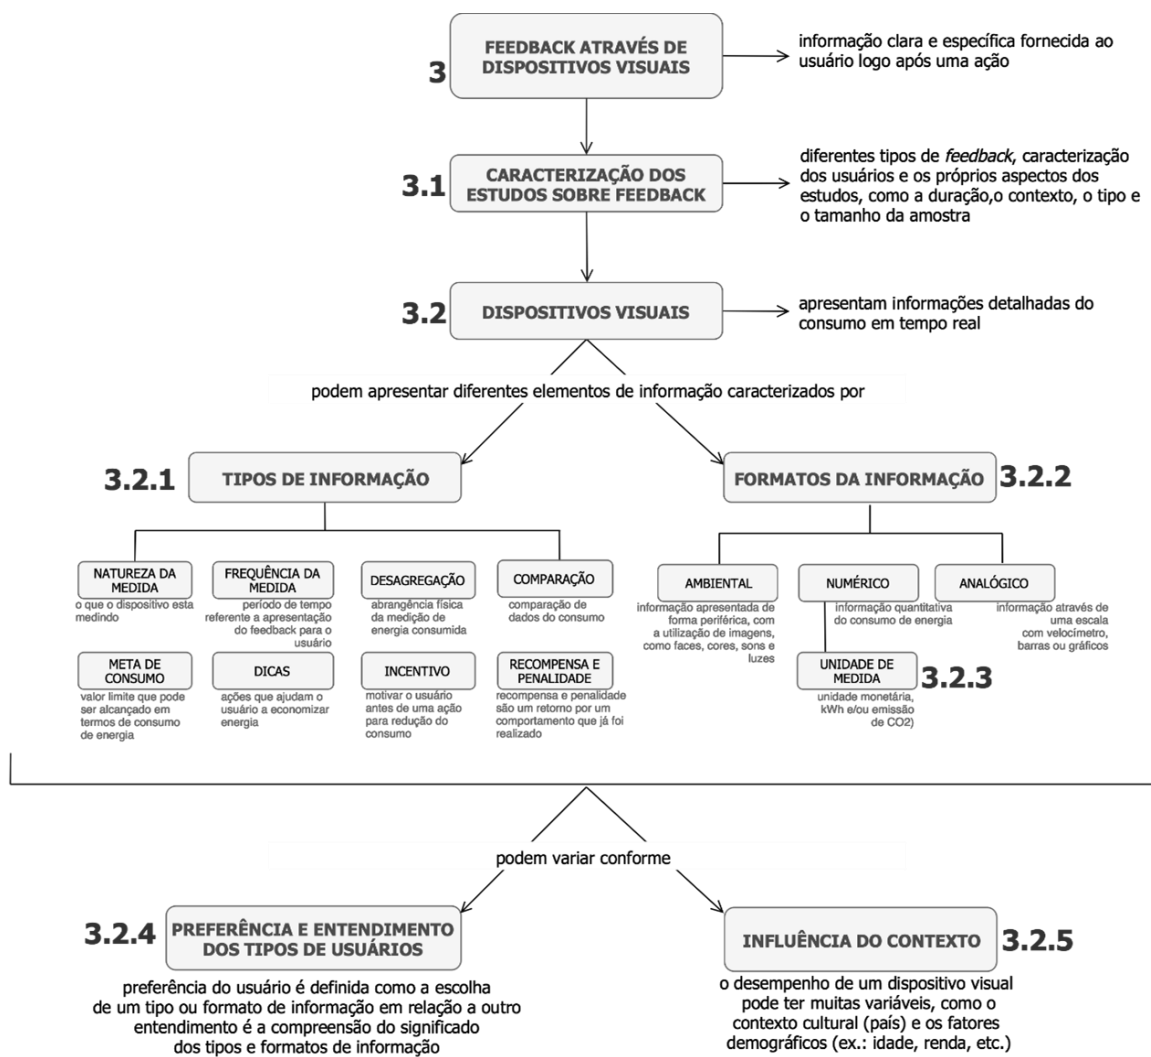 3
FEEDBACK ATRAVÉS DE
DISPOSITIVOS VISUAIS
informação clara e específica fornecida ao
usuário logo após uma ação
3.1
CARACTERIZAÇÃO DOS
ESTUDOS SOBRE FEEDBACK
diferentes tipos de feedback, caracterização
dos usuários e os próprios aspectos dos
estudos, como a duração,o contexto, o tipo e
o tamanho da amostra
3.2
DISPOSITIVOS VISUAIS
apresentam informações detalhadas do
consumo em tempo real
podem apresentar diferentes elementos de informação caracterizados por
3.2.1
TIPOS DE INFORMAÇÃO
FORMATOS DA INFORMAÇÃO
3.2.2
NATUREZA DA
MEDIDA
o que o dispositivo esta
medindo
FREQUÊNCIA DA
MEDIDA
período de tempo
referente a apresentação
do feedback para o
usuário
DESAGREGAÇÃO
abrangência física
da medição de
energia consumida
COMPARAÇÃO
comparação de
dados do consumo
META DE
CONSUMO
valor limite que pode
ser alcançado em
termos de consumo
de energia
DICAS
ações que ajudam o
usuário a economizar
energia
INCENTIVO
motivar o usuário
antes de uma ação
para redução do
consumo
RECOMPENSA E
PENALIDADE
recompensa e penalidade
são um retorno por um
comportamento que já foi
realizado
AMBIENTAL
informação apresentada de
forma periférica, com
a utilização de imagens,
como faces, cores, sons e
luzes
NUMÉRICO
informação quantitativa
do consumo de energia
ANALÓGICO
informação através de
uma escala
com velocímetro,
barras ou gráficos
UNIDADE DE
MEDIDA
3.2.3
unidade monetária,
kWh e/ou emissão
de CO2)
podem variar conforme
3.2.4
PREFERÊNCIA E ENTENDIMENTO
DOS TIPOS DE USUÁRIOS
preferência do usuário é definida como a escolha
de um tipo ou formato de informação em relação a outro
entendimento é a compreensão do significado
dos tipos e formatos de informação
INFLUÊNCIA DO CONTEXTO
3.2.5
o desempenho de um dispositivo visual
pode ter muitas variáveis, como o
contexto cultural (país) e os fatores
demográficos (ex.: idade, renda, etc.)